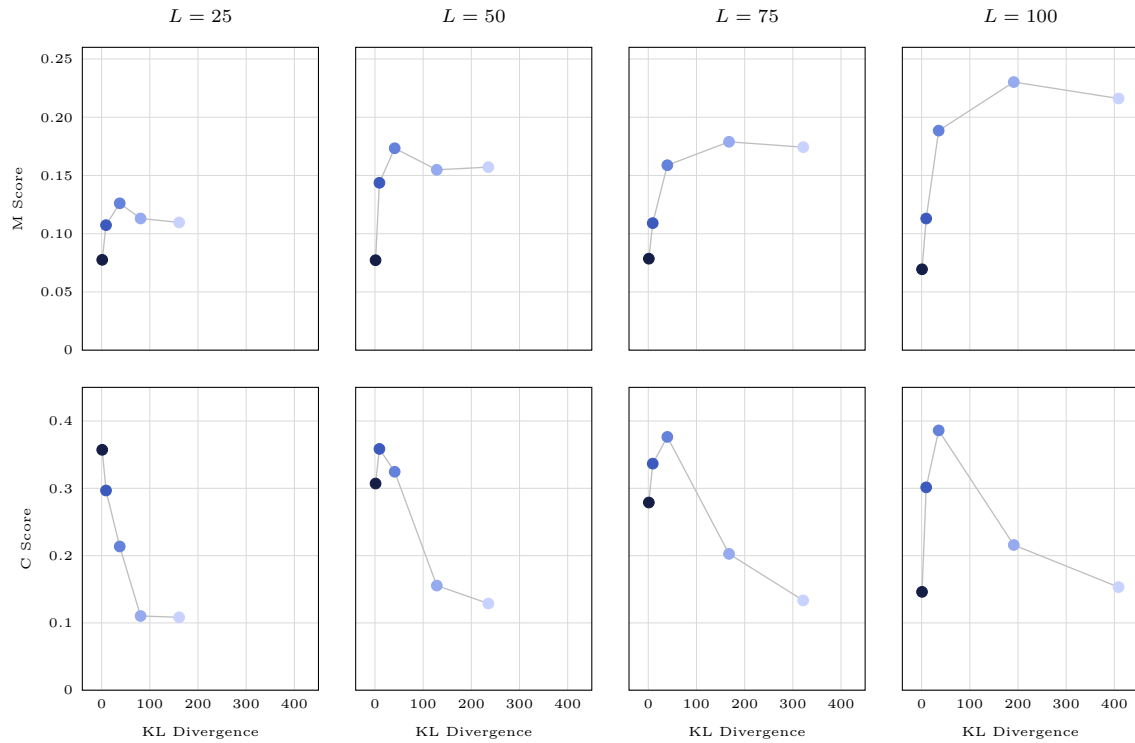 L = 25 L = 50 L = 75 L = 100
0.25
0.20
0.15
0.10
0.05
0
M Score
0.4
0.3
0.2
0.1
0
C Score
0 100 200 300 400 0 100 200 300 400 0 100 200 300 400 0 100 200 300 400
KL Divergence KL Divergence KL Divergence KL Divergence